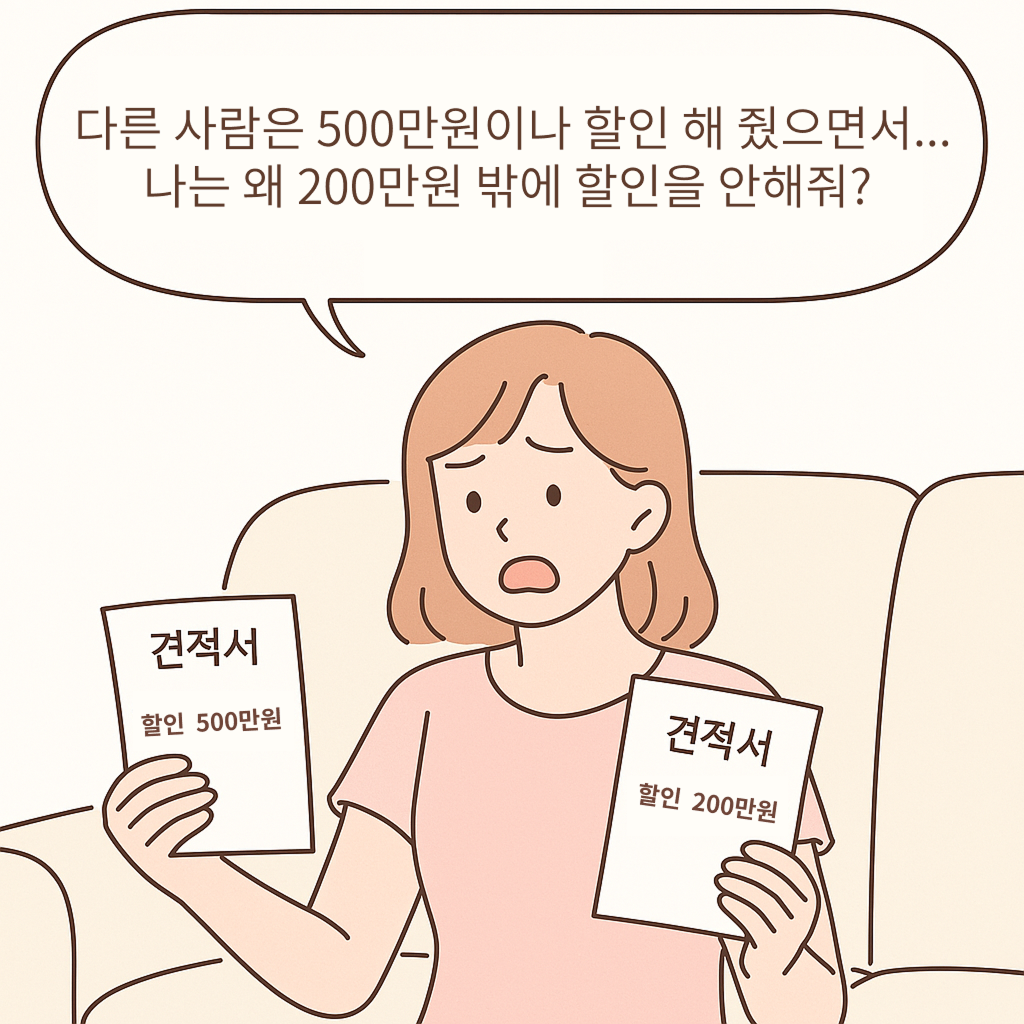 다른 사람은 500만원이나 할인 해 줬으면서...
나는 왜 200만원 밖에 할인을 안해줘?
견적서
할인 500만원
견적서
할인 200만원